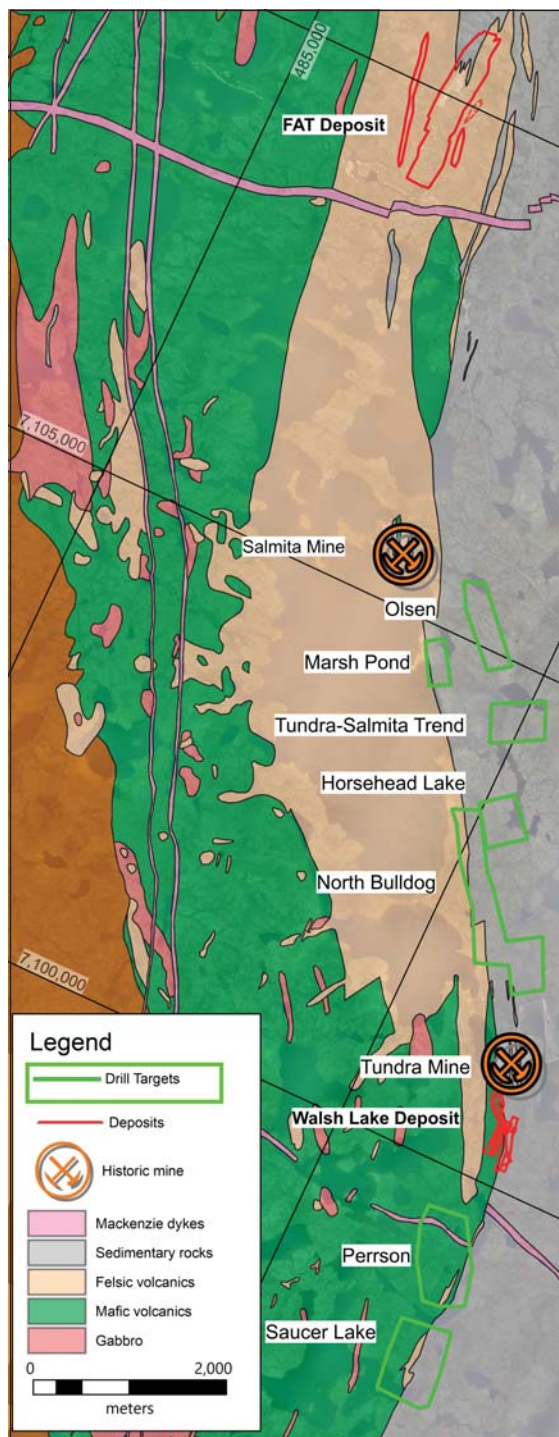 485,000
FAT Deposit
7,105,000
Salmita Mine
Olsen
Marsh Pond
Tundra-Salmita Trend
Horsehead Lake
North Bulldog
7,100,000
Tundra Mine
Walsh Lake Deposit
Perrson
Saucer Lake
Legend
Drill Targets
Deposits
Historic mine
Mackenzie dykes
Sedimentary rocks
Felsic volcanics
Mafic volcanics
Gabbro
0 2,000
meters